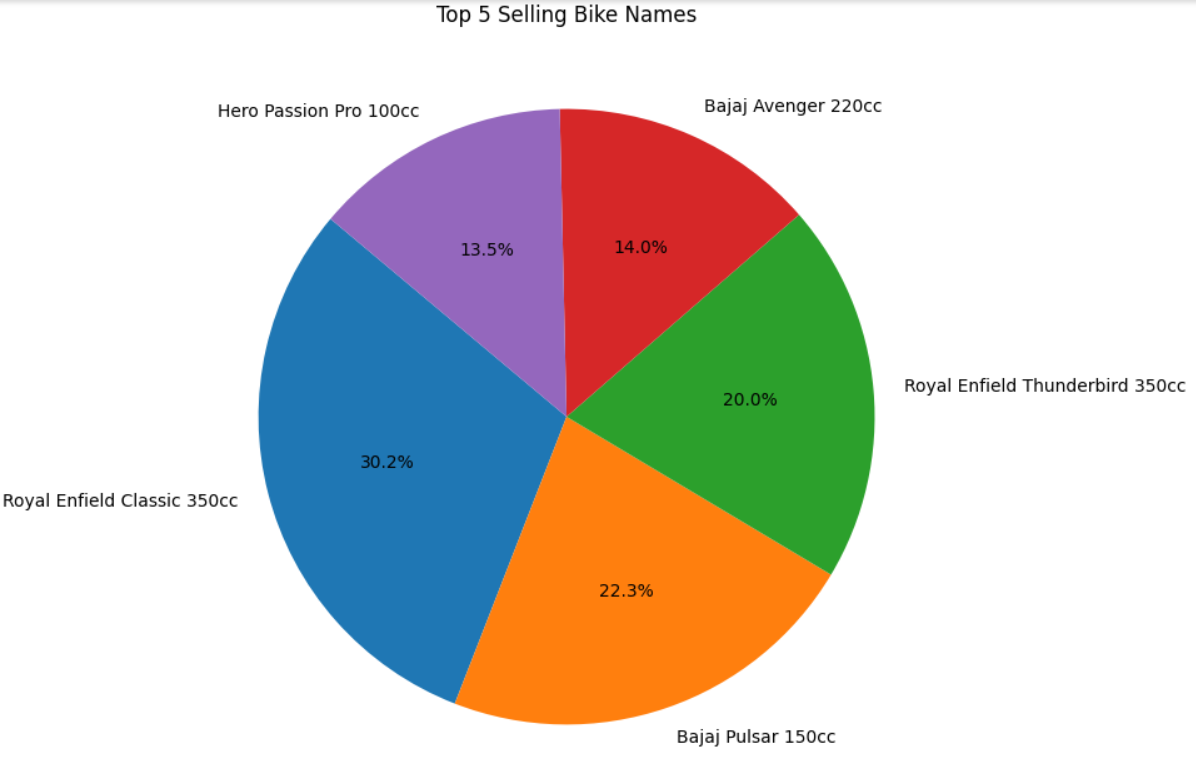 Top 5 Selling Bike Names
Hero Passion Pro 100cc
Bajaj Avenger 220cc
13.5%
14.0%
Royal Enfield Thunderbird 350cc
20.0%
30.2%
Royal Enfield Classic 350cc
22.3%
Bajaj Pulsar 150cc